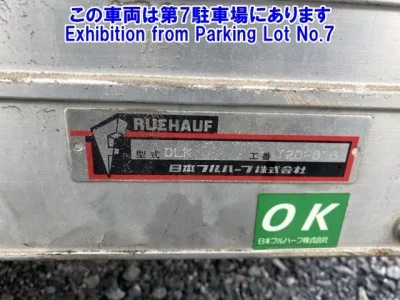 この車両は第7駐車場にあります
Exhibition from Parking Lot No.7
RUEHAUF
型式 DLK 工番
日本フルハーフ株式会社
OK
日本フルハーフ株式会社